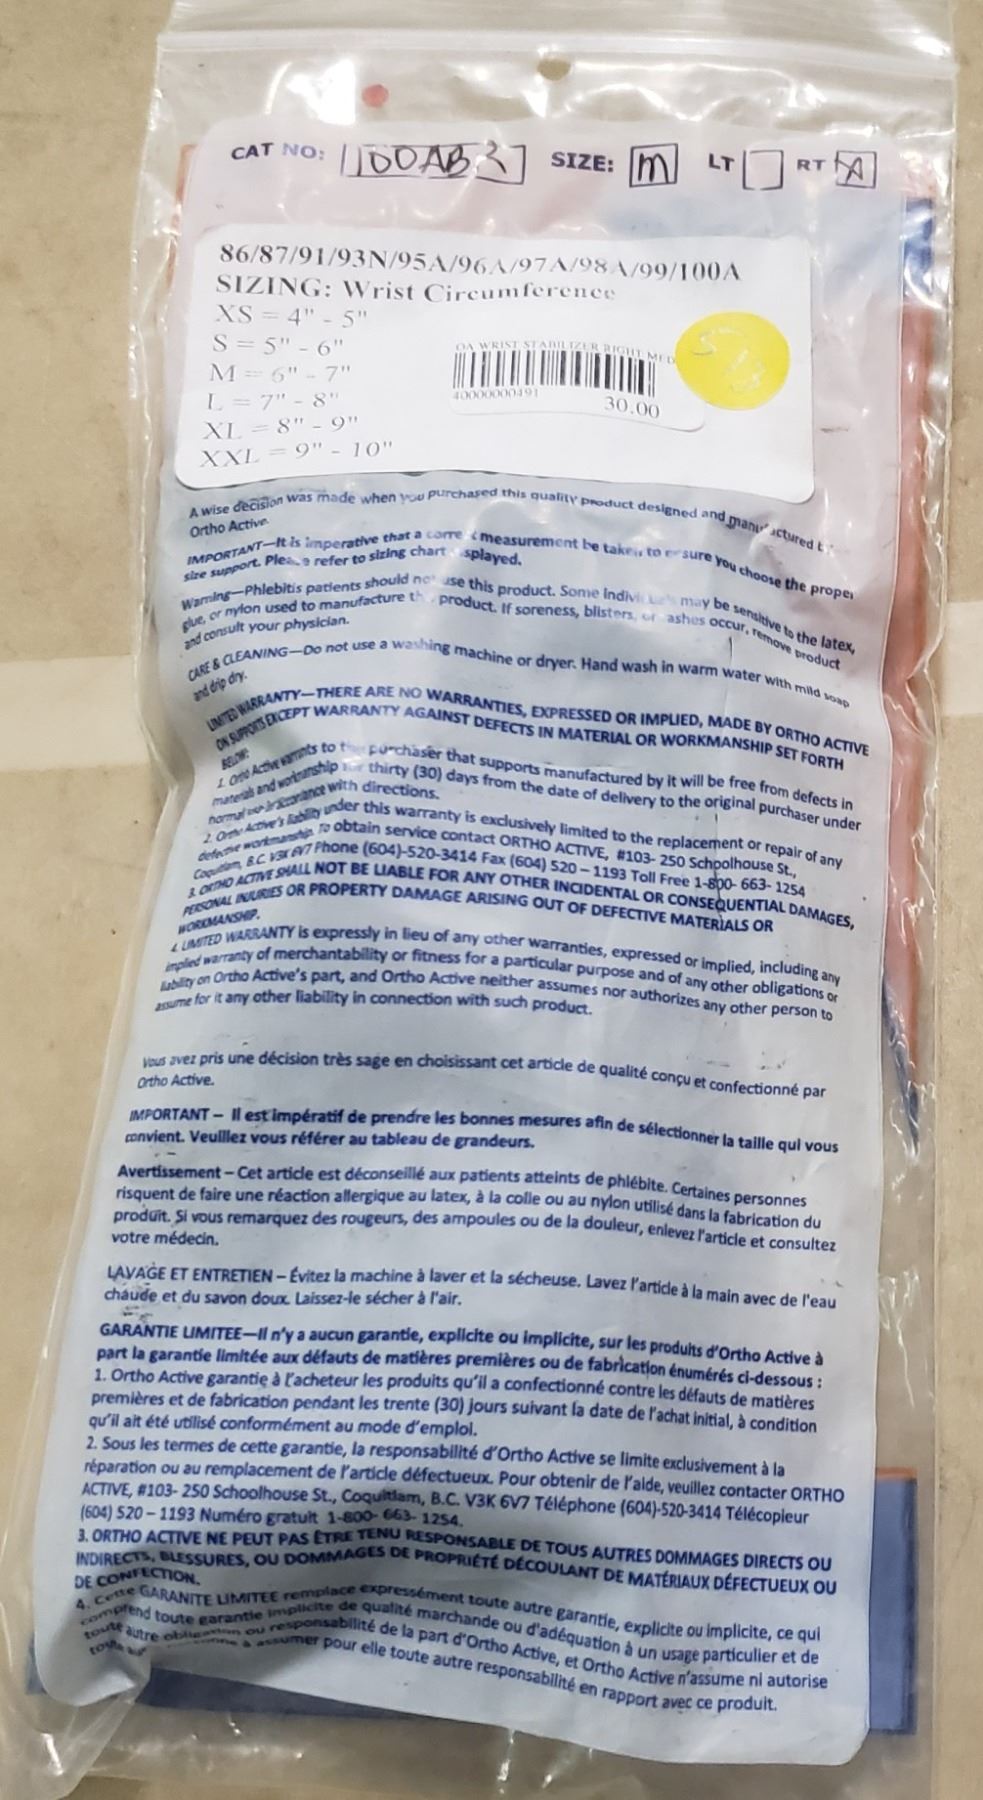 CAT NO: 100AB3 SIZE: M LT RT
86/87/91/93N/95A/96A/97A/98A/99/100A
SIZING: Wrist Circumference
XS = 4" - 5"
S = 5" - 6"
M = 6" - 7"
L = 7" - 8"
XL = 8" - 9"
XXL = 9" - 10"
OA WRIST STABILIZER RIGHT MED
40000000491
30.00
A wise decision was made when you purchased this quality product designed and manufactured
Ortho Active.
IMPORTANT—It is imperative that a correct measurement be taken to ensure you choose the proper
size support. Please refer to sizing chart displayed.
Warning—Phlebitis patients should not use this product. Some individuals may be sensitive to the latex,
glue, or nylon used to manufacture the product. If soreness, blisters, or rashes occur, remove product
and consult your physician.
CARE & CLEANING—Do not use a washing machine or dryer. Hand wash in warm water with mild soap
and drip dry.
LIMITED WARRANTY—THERE ARE NO WARRANTIES, EXPRESSED OR IMPLIED, MADE BY ORTHO ACTIVE
ON SUPPORTS EXCEPT WARRANTY AGAINST DEFECTS IN MATERIAL OR WORKMANSHIP SET FORTH
BELOW:
1. Ortho Active warrants to the purchaser that supports manufactured by it will be free from defects in
materials and workmanship for thirty (30) days from the date of delivery to the original purchaser under
normal use in accordance with directions.
2. Ortho Active's liability under this warranty is exclusively limited to the replacement or repair of any
defective workmanship. To obtain service contact ORTHO ACTIVE, #103- 250 Schoolhouse St.,
Coquitlam, B.C. V3K 6V7 Phone (604)-520-3414 Fax (604) 520 – 1193 Toll Free 1-800- 663- 1254
3. ORTHO ACTIVE SHALL NOT BE LIABLE FOR ANY OTHER INCIDENTAL OR CONSEQUENTIAL DAMAGES,
PERSONAL INJURIES OR PROPERTY DAMAGE ARISING OUT OF DEFECTIVE MATERIALS OR
WORKMANSHIP.
4. LIMITED WARRANTY is expressly in lieu of any other warranties, expressed or implied, including any
implied warranty of merchantability or fitness for a particular purpose and of any other obligations or
liability on Ortho Active's part, and Ortho Active neither assumes nor authorizes any other person to
assume for it any other liability in connection with such product.
Vous avez pris une décision très sage en choisissant cet article de qualité conçu et confectionné par
Ortho Active.
IMPORTANT – Il est impératif de prendre les bonnes mesures afin de sélectionner la taille qui vous
convient. Veuillez vous référer au tableau de grandeurs.
Avertissement – Cet article est déconseillé aux patients atteints de phlébite. Certaines personnes
risquent de faire une réaction allergique au latex, à la colle ou au nylon utilisé dans la fabrication du
produit. Si vous remarquez des rougeurs, des ampoules ou de la douleur, enlevez l'article et consultez
votre médecin.
LAVAGE ET ENTRETIEN – Évitez la machine à laver et la sécheuse. Lavez l'article à la main avec de l'eau
chaude et du savon doux. Laissez-le sécher à l'air.
GARANTIE LIMITEE—Il n'y a aucun garantie, explicite ou implicite, sur les produits d'Ortho Active à
part la garantie limitée aux défauts de matières premières ou de fabrication énumérés ci-dessous :
1. Ortho Active garantie à l'acheteur les produits qu'il a confectionné contre les défauts de matières
premières et de fabrication pendant les trente (30) jours suivant la date de l'achat initial, à condition
qu'il ait été utilisé conformément au mode d'emploi.
2. Sous les termes de cette garantie, la responsabilité d'Ortho Active se limite exclusivement à la
réparation ou au remplacement de l'article défectueux. Pour obtenir de l'aide, veuillez contacter ORTHO
ACTIVE, #103- 250 Schoolhouse St., Coquitlam, B.C. V3K 6V7 Téléphone (604)-520-3414 Télécopieur
(604) 520 – 1193 Numéro gratuit 1-800- 663- 1254.
3. ORTHO ACTIVE NE PEUT PAS ÊTRE TENU RESPONSABLE DE TOUS AUTRES DOMMAGES DIRECTS OU
INDIRECTS, BLESSURES, OU DOMMAGES DE PROPRIÉTÉ DÉCOULANT DE MATÉRIAUX DÉFECTUEUX OU
DE CONFECTION.
4. Cette GARANITE LIMITEE remplace expressément toute autre garantie, explicite ou implicite, ce qui
comprend toute garantie implicite de qualité marchande ou d'adéquation à un usage particulier et de
toute autre obligation ou responsabilité de la part d'Ortho Active, et Ortho Active n'assume ni autorise
à assumer pour elle toute autre responsabilité en rapport avec ce produit.